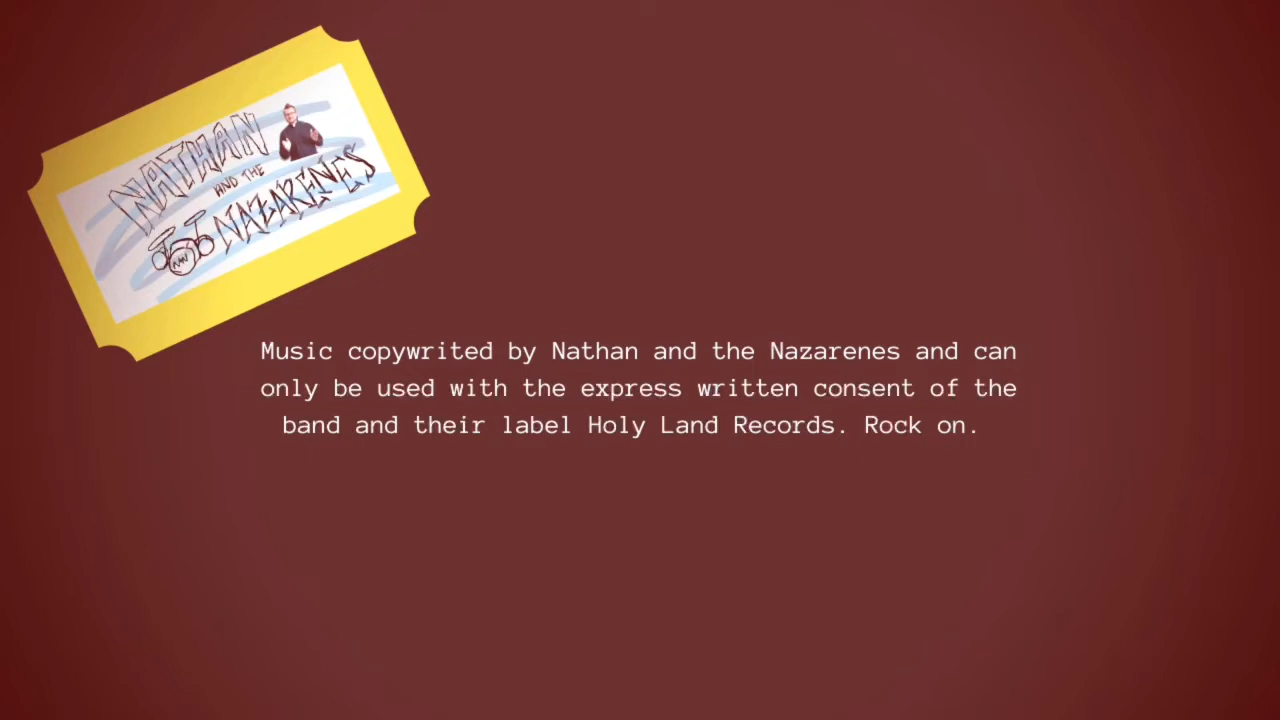 NATHAN
AND THE
NAZARENES
NAN
Music copywrited by Nathan and the Nazarenes and can
only be used with the express written consent of the
band and their label Holy Land Records. Rock on.